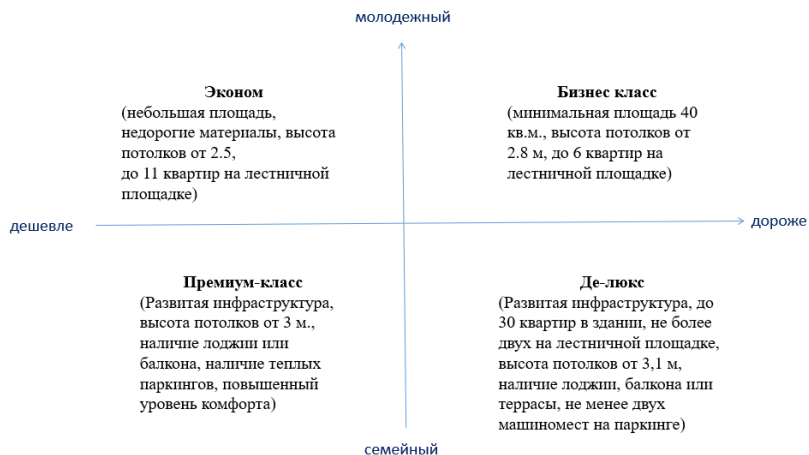 молодежный
Эконом
(небольшая площадь,
недорогие материалы, высота
потолков от 2.5,
до 11 квартир на лестничной
площадке)
Бизнес класс
(минимальная площадь 40
кв.м., высота потолков от
2.8 м, до 6 квартир на
лестничной площадке)
дешевле
дороже
Премиум-класс
(Развитая инфраструктура,
высота потолков от 3 м.,
наличие лоджии или
балкона, наличие теплых
паркингов, повышенный
уровень комфорта)
Де-люкс
(Развитая инфраструктура, до
30 квартир в здании, не более
двух на лестничной площадке,
высота потолков от 3,1 м,
наличие лоджии, балкона или
террасы, не менее двух
машиномест на паркинге)
семейный